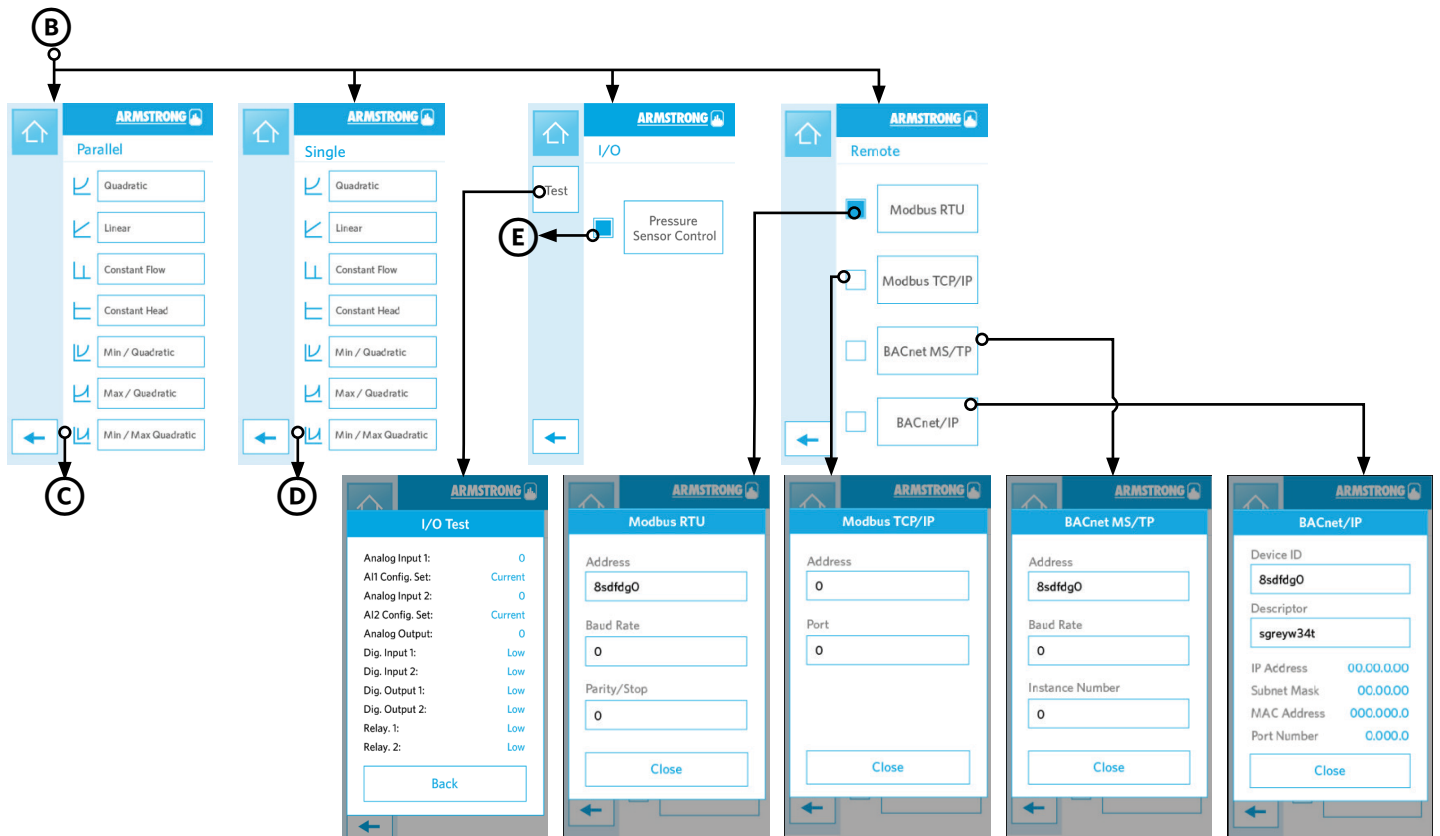 B
ARMSTRONG
Parallel
Quadratic
Linear
Constant Flow
Constant Head
Min / Quadratic
Max / Quadratic
Min / Max Quadratic
C
ARMSTRONG
Single
Quadratic
Linear
Constant Flow
Constant Head
Min / Quadratic
Max / Quadratic
Min / Max Quadratic
D
ARMSTRONG
I/O
Test
Pressure
Sensor Control
E
ARMSTRONG
Remote
Modbus RTU
Modbus TCP/IP
BACnet MS/TP
BACnet/IP
ARMSTRONG
I/O Test
Analog Input 1: 0
AI1 Config. Set: Current
Analog Input 2: 0
AI2 Config. Set: Current
Analog Output: 0
Dig. Input 1: Low
Dig. Input 2: Low
Dig. Output 1: Low
Dig. Output 2: Low
Relay. 1: Low
Relay. 2: Low
Back
ARMSTRONG
Modbus RTU
Address
8sdfdgO
Baud Rate
0
Parity/Stop
0
Close
ARMSTRONG
Modbus TCP/IP
Address
0
Port
0
Close
ARMSTRONG
BACnet MS/TP
Address
8sdfdgO
Baud Rate
0
Instance Number
0
Close
ARMSTRONG
BACnet/IP
Device ID
8sdfdgO
Descriptor
sgreyw34t
IP Address 00.00.0.00
Subnet Mask 00.00.00
MAC Address 000.000.0
Port Number 0.000.0
Close